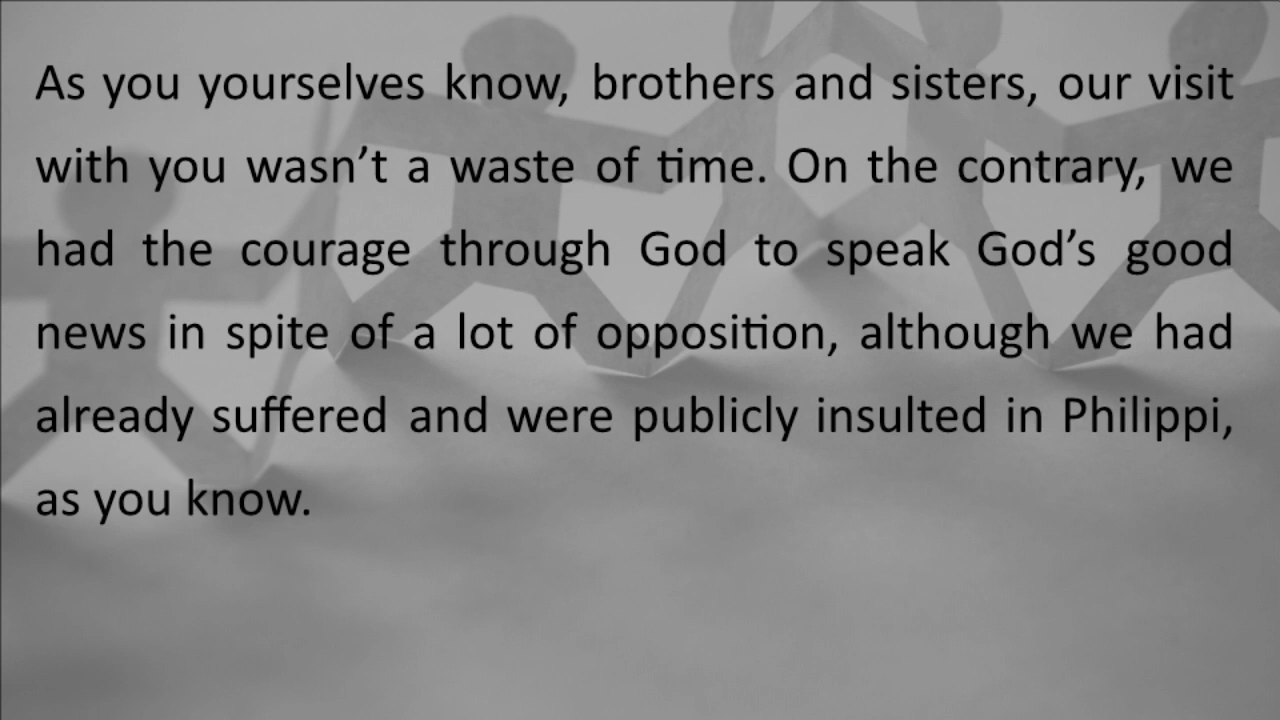 As you yourselves know, brothers and sisters, our visit
with you wasn’t a waste of time. On the contrary, we
had the courage through God to speak God’s good
news in spite of a lot of opposition, although we had
already suffered and were publicly insulted in Philippi,
as you know.